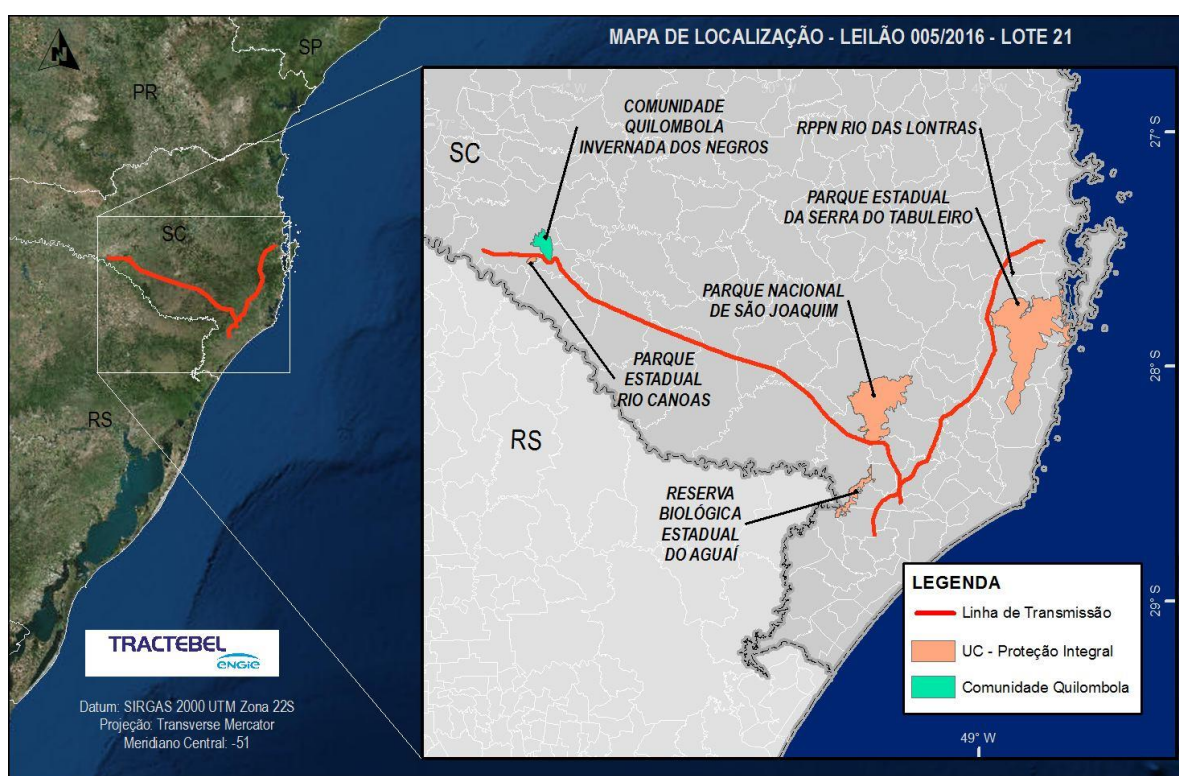 MAPA DE LOCALIZAÇÃO - LEILÃO 005/2016 - LOTE 21
N
SP
PR
SC
RS
COMUNIDADE
QUILOMBOLA
INVERNADA DOS NEGROS
RPPN RIO DAS LONTRAS
27° S
SC
PARQUE ESTADUAL
DA SERRA DO TABULEIRO
PARQUE NACIONAL
DE SÃO JOAQUIM
28° S
PARQUE
ESTADUAL
RIO CANOAS
RS
RESERVA
BIOLÓGICA
ESTADUAL
DO AGUAÍ
29° S
LEGENDA
Linha de Transmissão
UC - Proteção Integral
Comunidade Quilombola
49° W
TRACTEBEL
ENGIE
Datum: SIRGAS 2000 UTM Zona 22S
Projeção: Transverse Mercator
Meridiano Central: -51